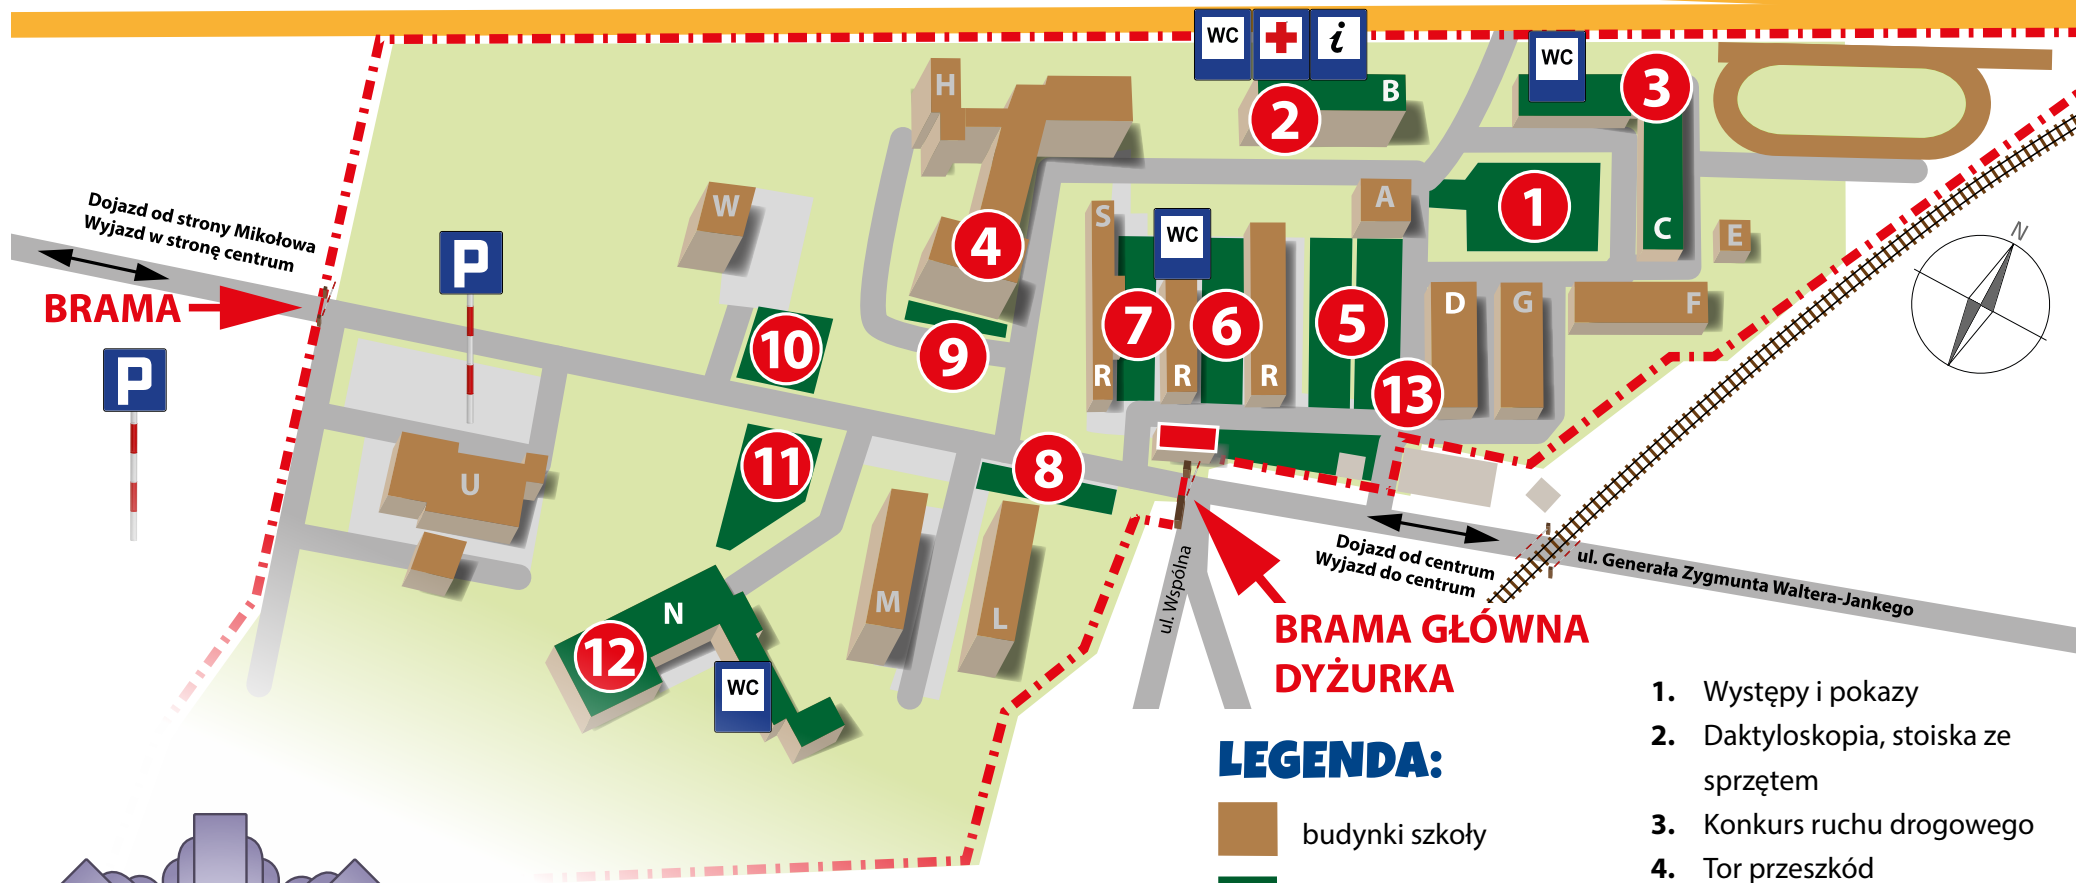 WC
i
WC
H
B
3
2
W
S
A
1
C
E
N
Dojazd od strony Mikołowa
Wyjazd w stronę centrum
P
4
WC
BRAMA
P
10
9
7
6
5
D
G
F
R
R
R
13
11
8
U
M
L
Dojazd od centrum
Wyjazd do centrum
ul. Generała Zygmunta Waltera-Jankego
ul. Wspólna
N
12
WC
BRAMA GŁÓWNA
DYŻURKA
LEGENDA:
budynki szkoły
1. Występy i pokazy
2. Daktyloskopia, stoiska ze
sprzętem
3. Konkurs ruchu drogowego
4. Tor przeszkód